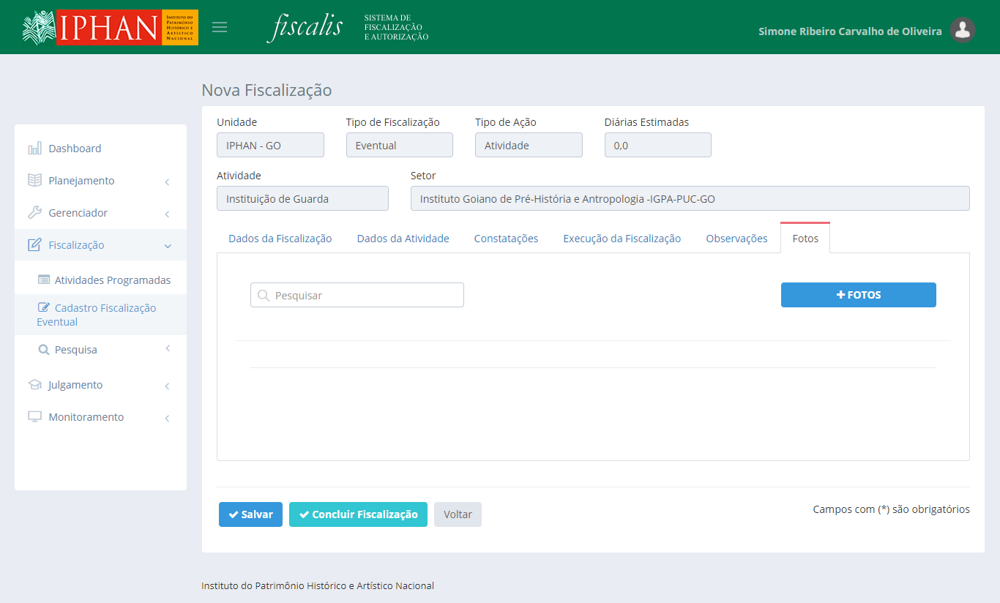 IPHAN
INSTITUTO DO
PATRIMÔNIO
HISTÓRICO E
ARTÍSTICO
NACIONAL
fiscalis
SISTEMA DE
FISCALIZAÇÃO
E AUTORIZAÇÃO
Simone Ribeiro Carvalho de Oliveira
Dashboard
Planejamento
Gerenciador
Fiscalização
Atividades Programadas
Cadastro Fiscalização
Eventual
Pesquisa
Julgamento
Monitoramento
Nova Fiscalização
Unidade Tipo de Fiscalização Tipo de Ação Diárias Estimadas
IPHAN - GO Eventual Atividade 0,0
Atividade Setor
Instituição de Guarda Instituto Goiano de Pré-História e Antropologia -IGPA-PUC-GO
Dados da Fiscalização Dados da Atividade Constatações Execução da Fiscalização Observações Fotos
Pesquisar + FOTOS
Salvar Concluir Fiscalização Voltar Campos com (*) são obrigatórios
Instituto do Patrimônio Histórico e Artístico Nacional